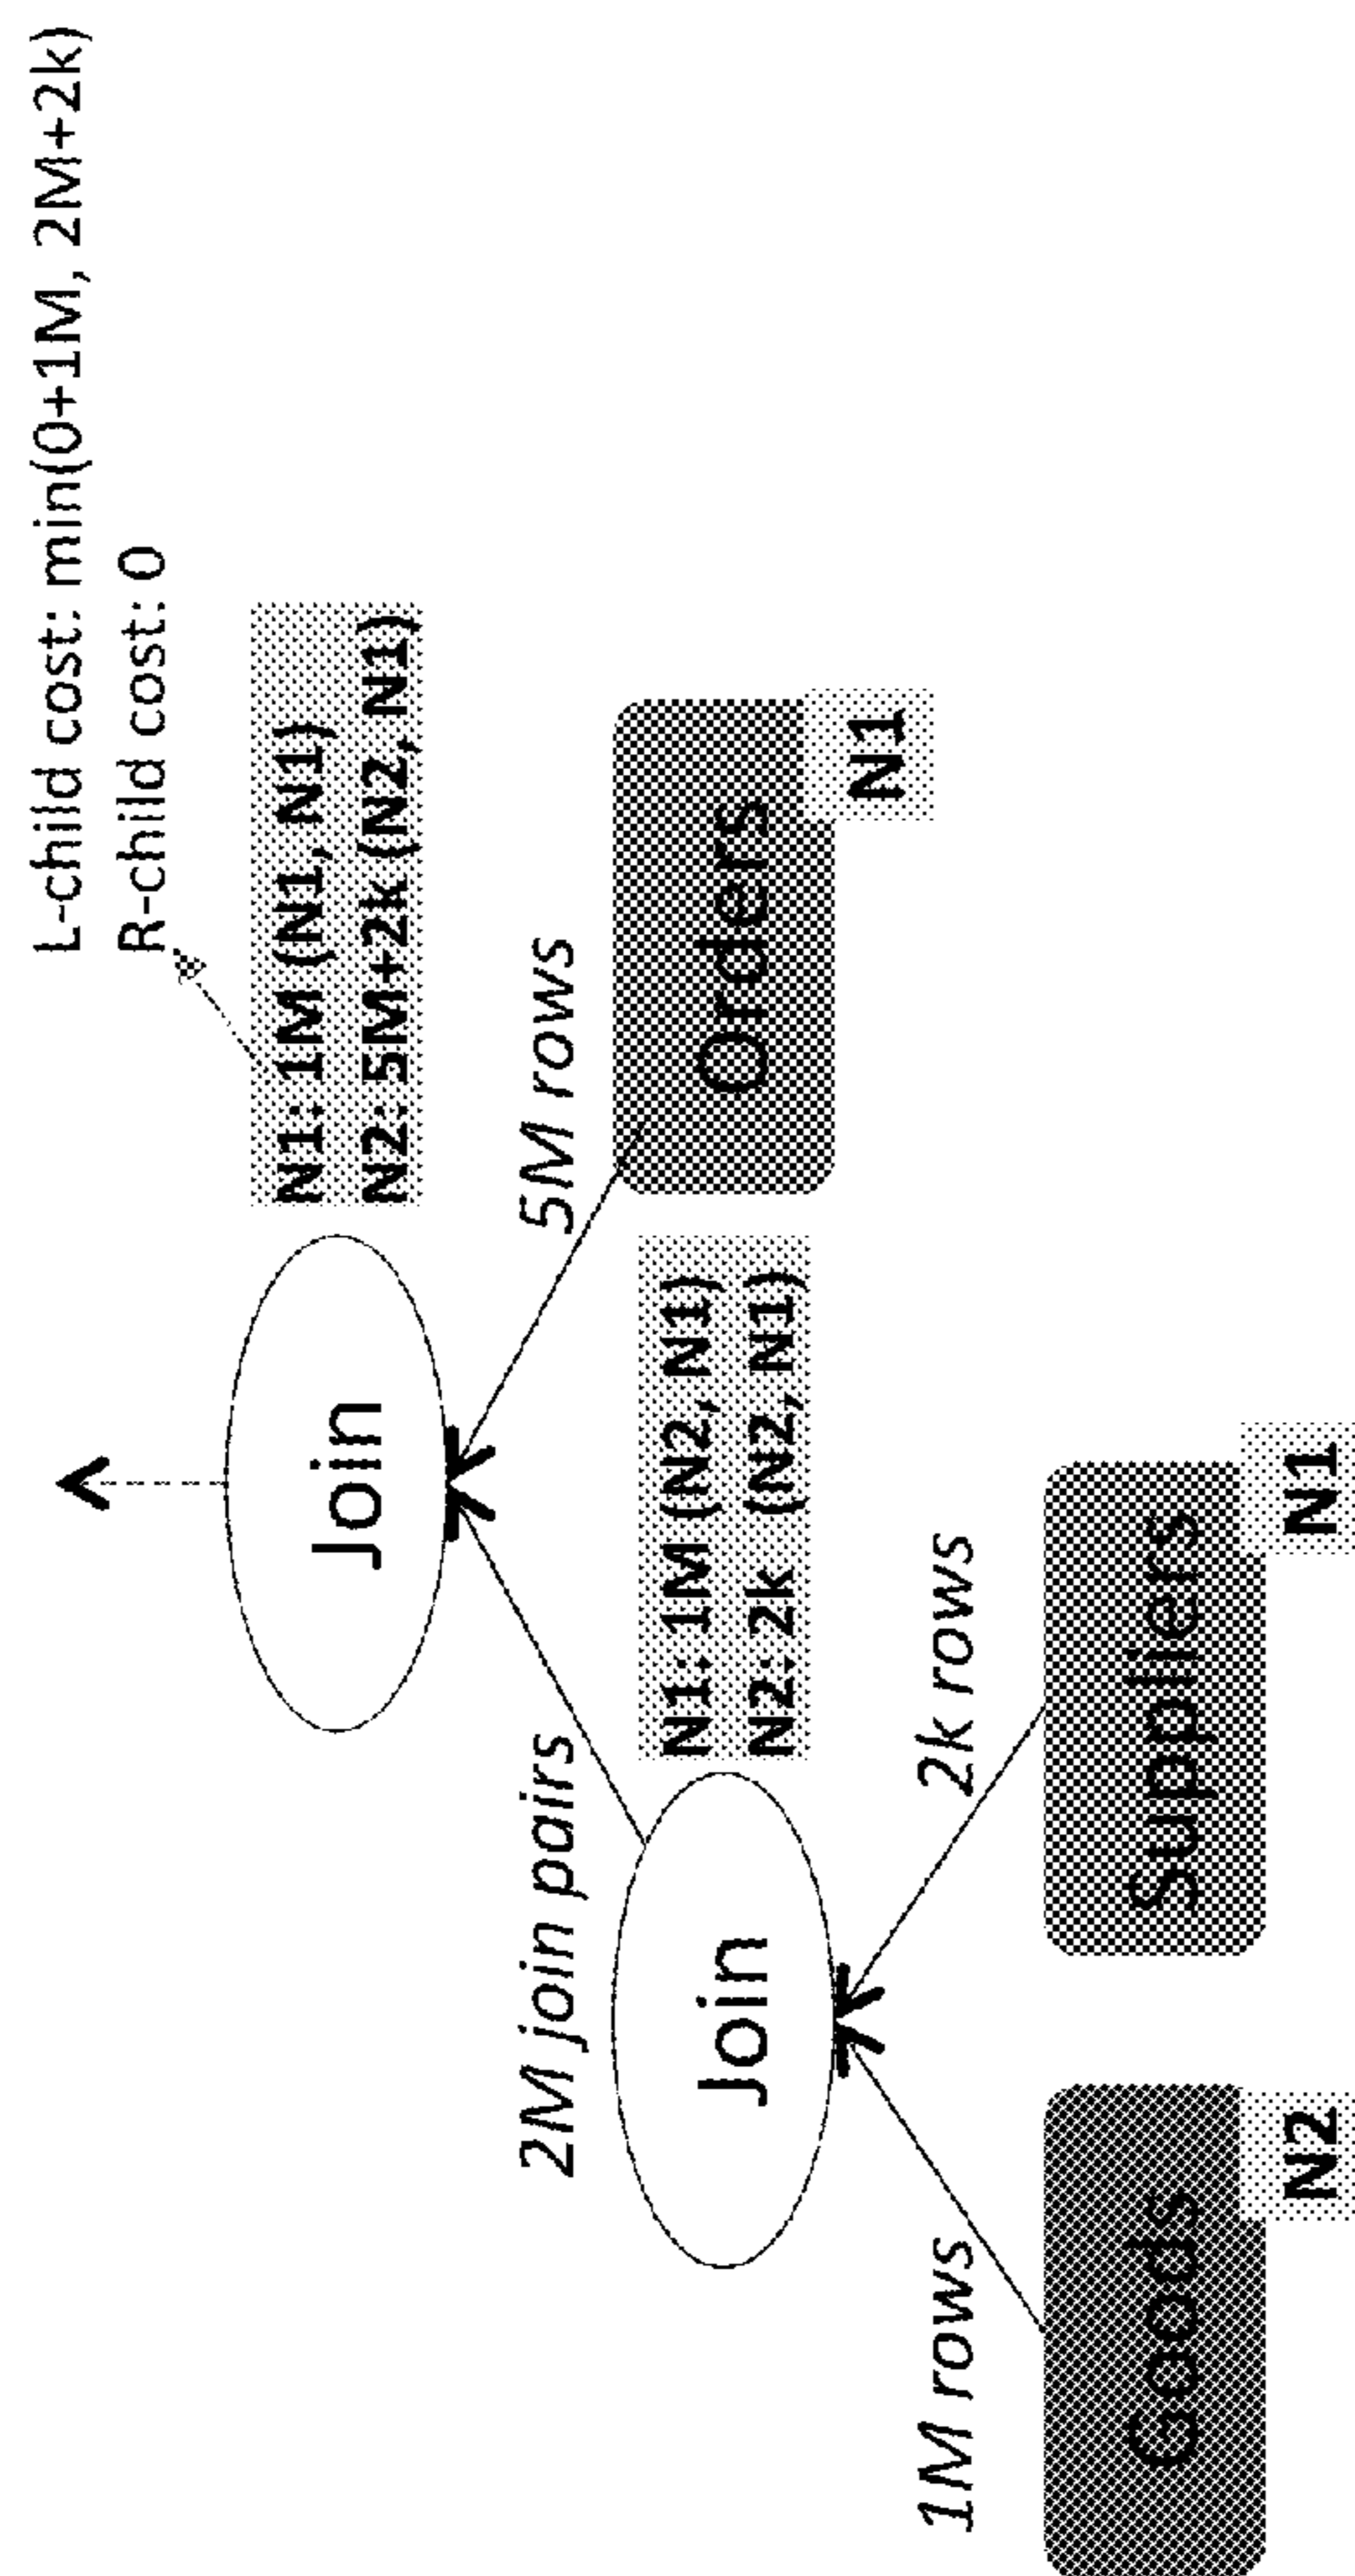 L-child cost: min(0+1M, 2M+2k)
R-child cost: 0
N1: 1M (N1, N1)
N2: 5M+2k (N2, N1)
Join
2M join pairs
5M rows
Join
N1: 1M (N2, N1)
N2: 2k (N2, N1)
Orders
N1
1M rows
2k rows
Goods
N2
Suppliers
N1